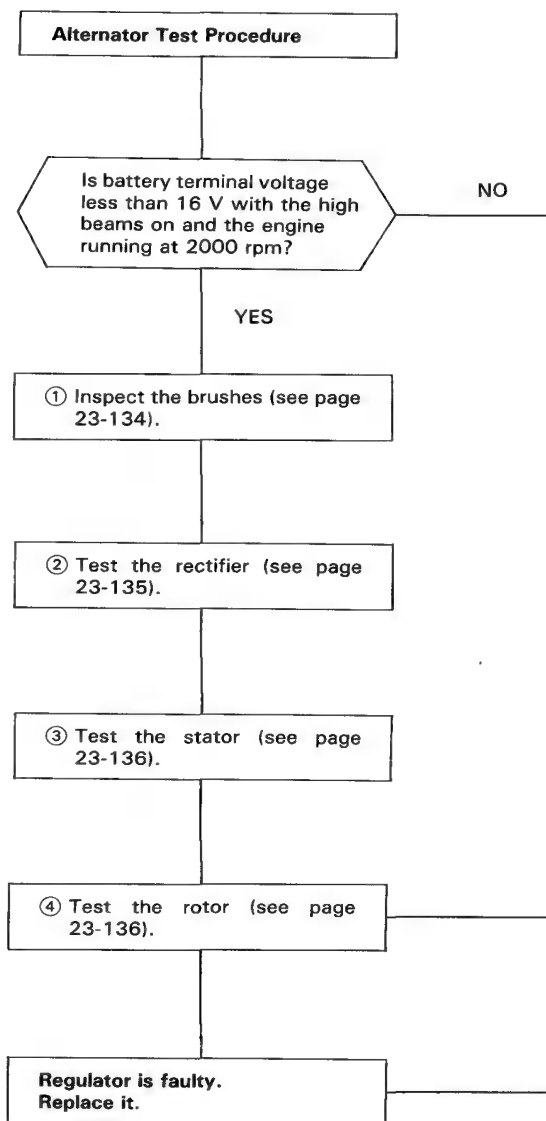 Alternator Test Procedure
Is battery terminal voltage
less than 16 V with the high
beams on and the engine
running at 2000 rpm?
NO
YES
① Inspect the brushes (see page
23-134).
② Test the rectifier (see page
23-135).
③ Test the stator (see page
23-136).
④ Test the rotor (see page
23-136).
Regulator is faulty.
Replace it.